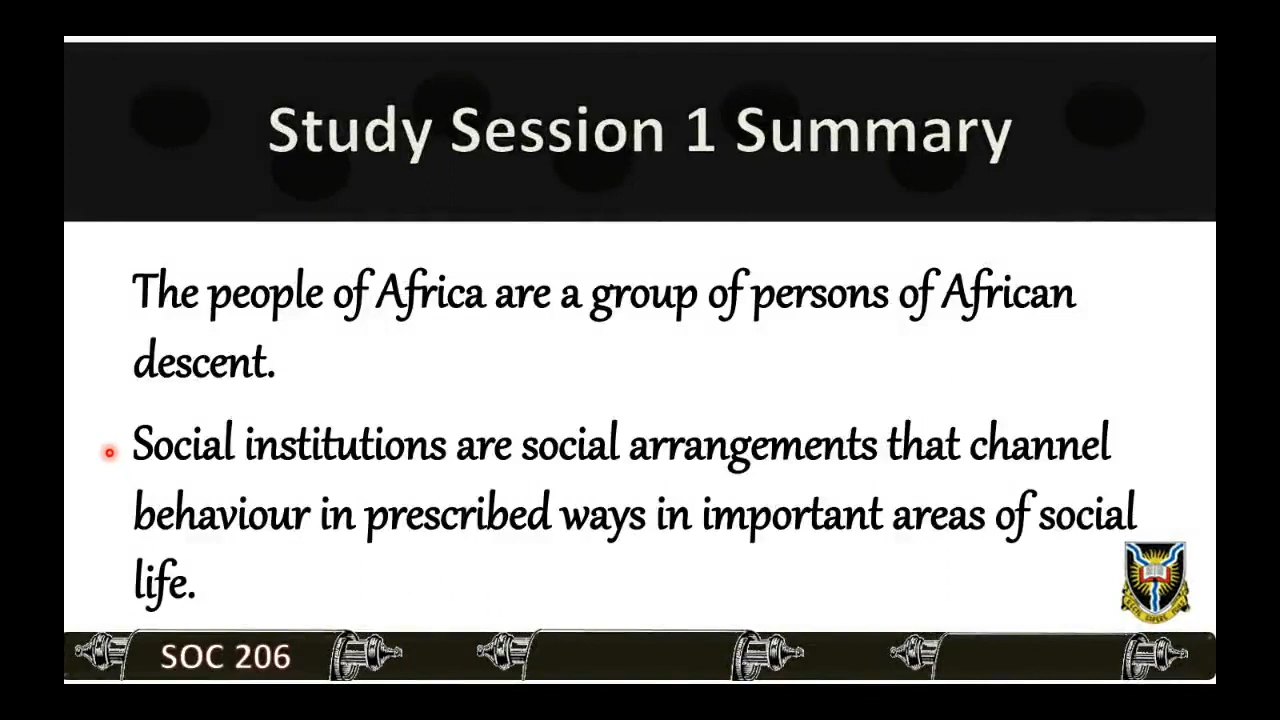 Study Session 1 Summary
The people of Africa are a group of persons of African
descent.
Social institutions are social arrangements that channel
behaviour in prescribed ways in important areas of social
life.
SOC 206